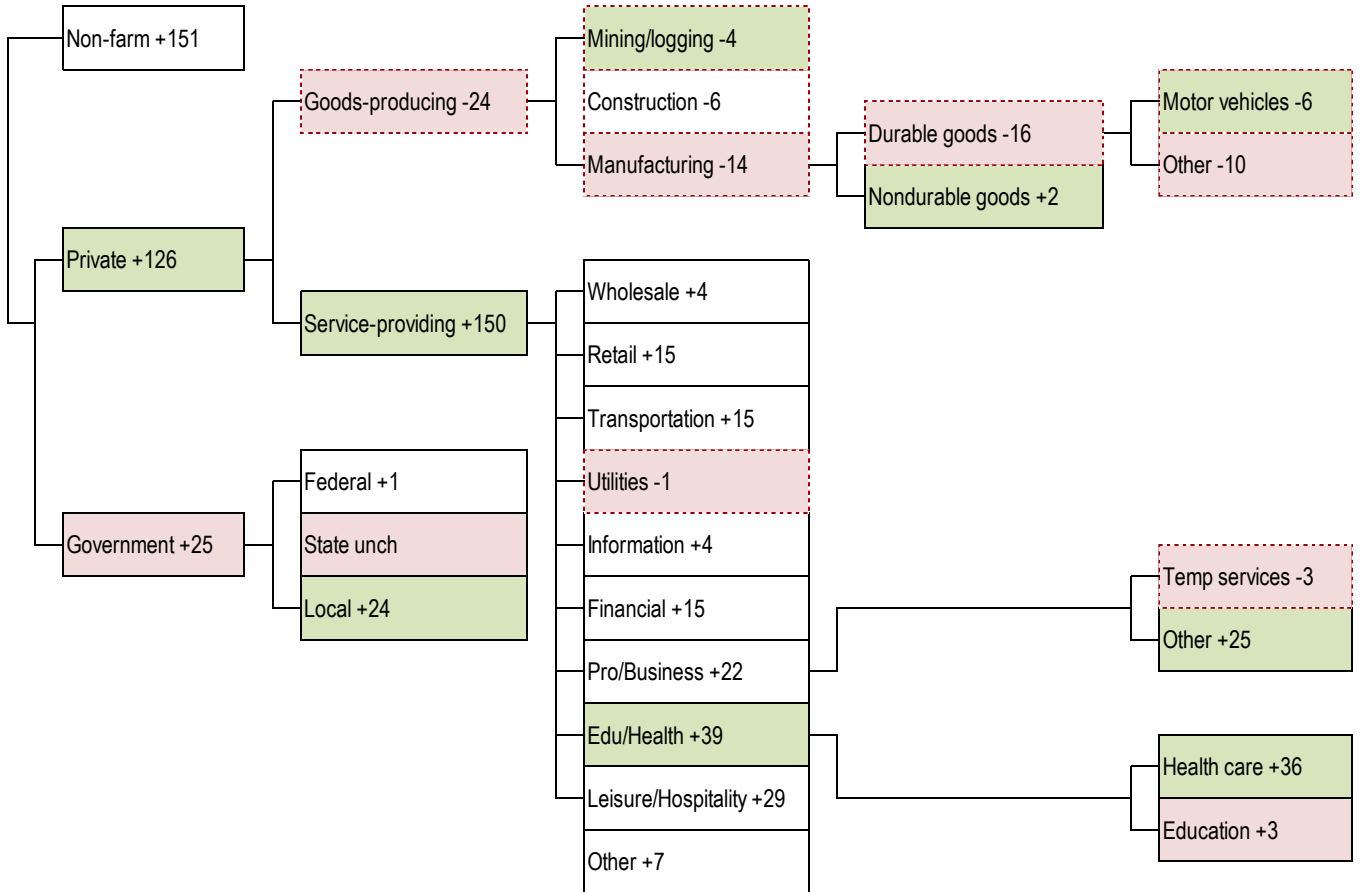 Non-farm +151
Private +126
Government +25
Goods-producing -24
Service-providing +150
Federal +1
State unch
Local +24
Mining/logging -4
Construction -6
Manufacturing -14
Wholesale +4
Retail +15
Transportation +15
Utilities -1
Information +4
Financial +15
Pro/Business +22
Edu/Health +39
Leisure/Hospitality +29
Other +7
Durable goods -16
Nondurable goods +2
Motor vehicles -6
Other -10
Temp services -3
Other +25
Health care +36
Education +3